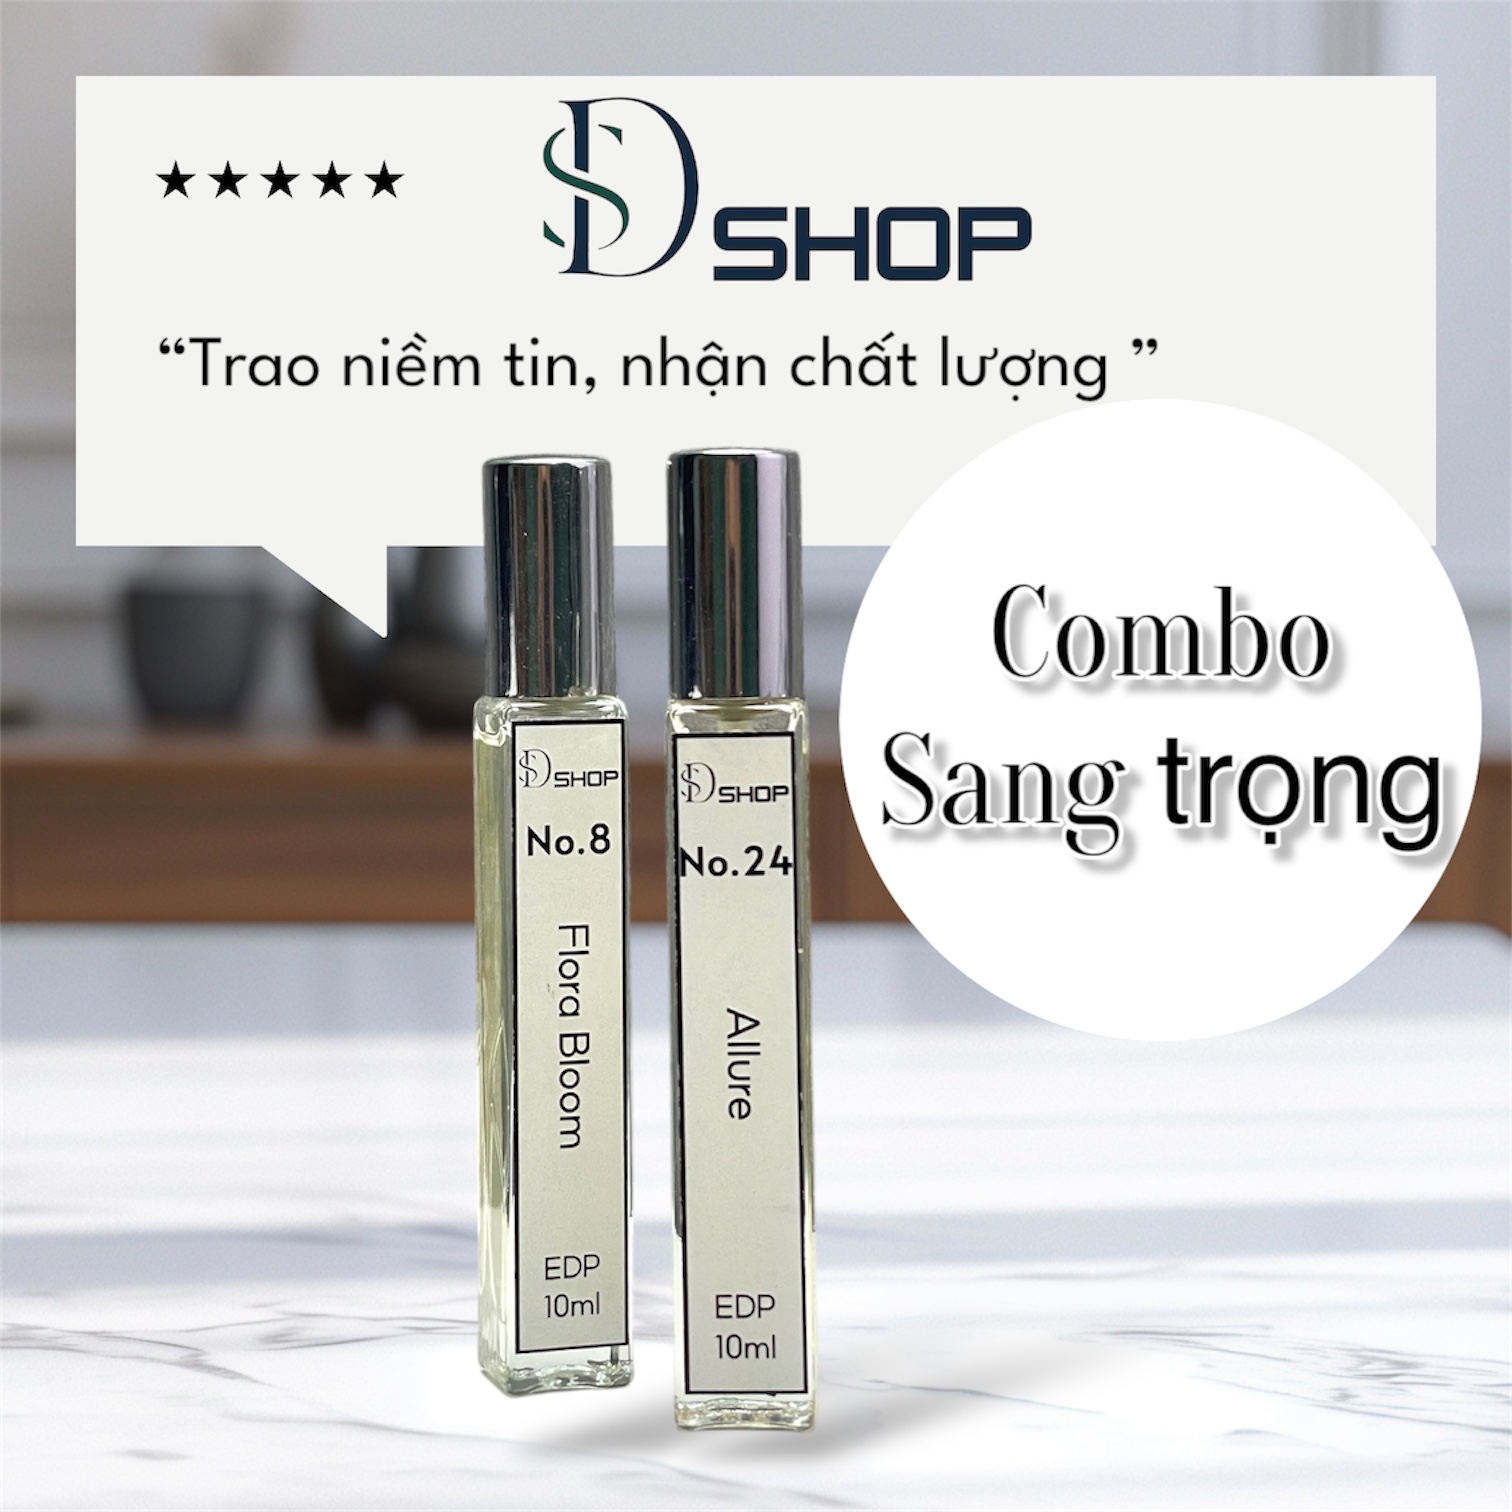 ★★★★★
SD SHOP
“Trao niềm tin, nhận chất lượng ”
Combo
Sang trọng
SD SHOP
No.8
Flora Bloom
EDP
10ml
SD SHOP
No.24
Allure
EDP
10ml